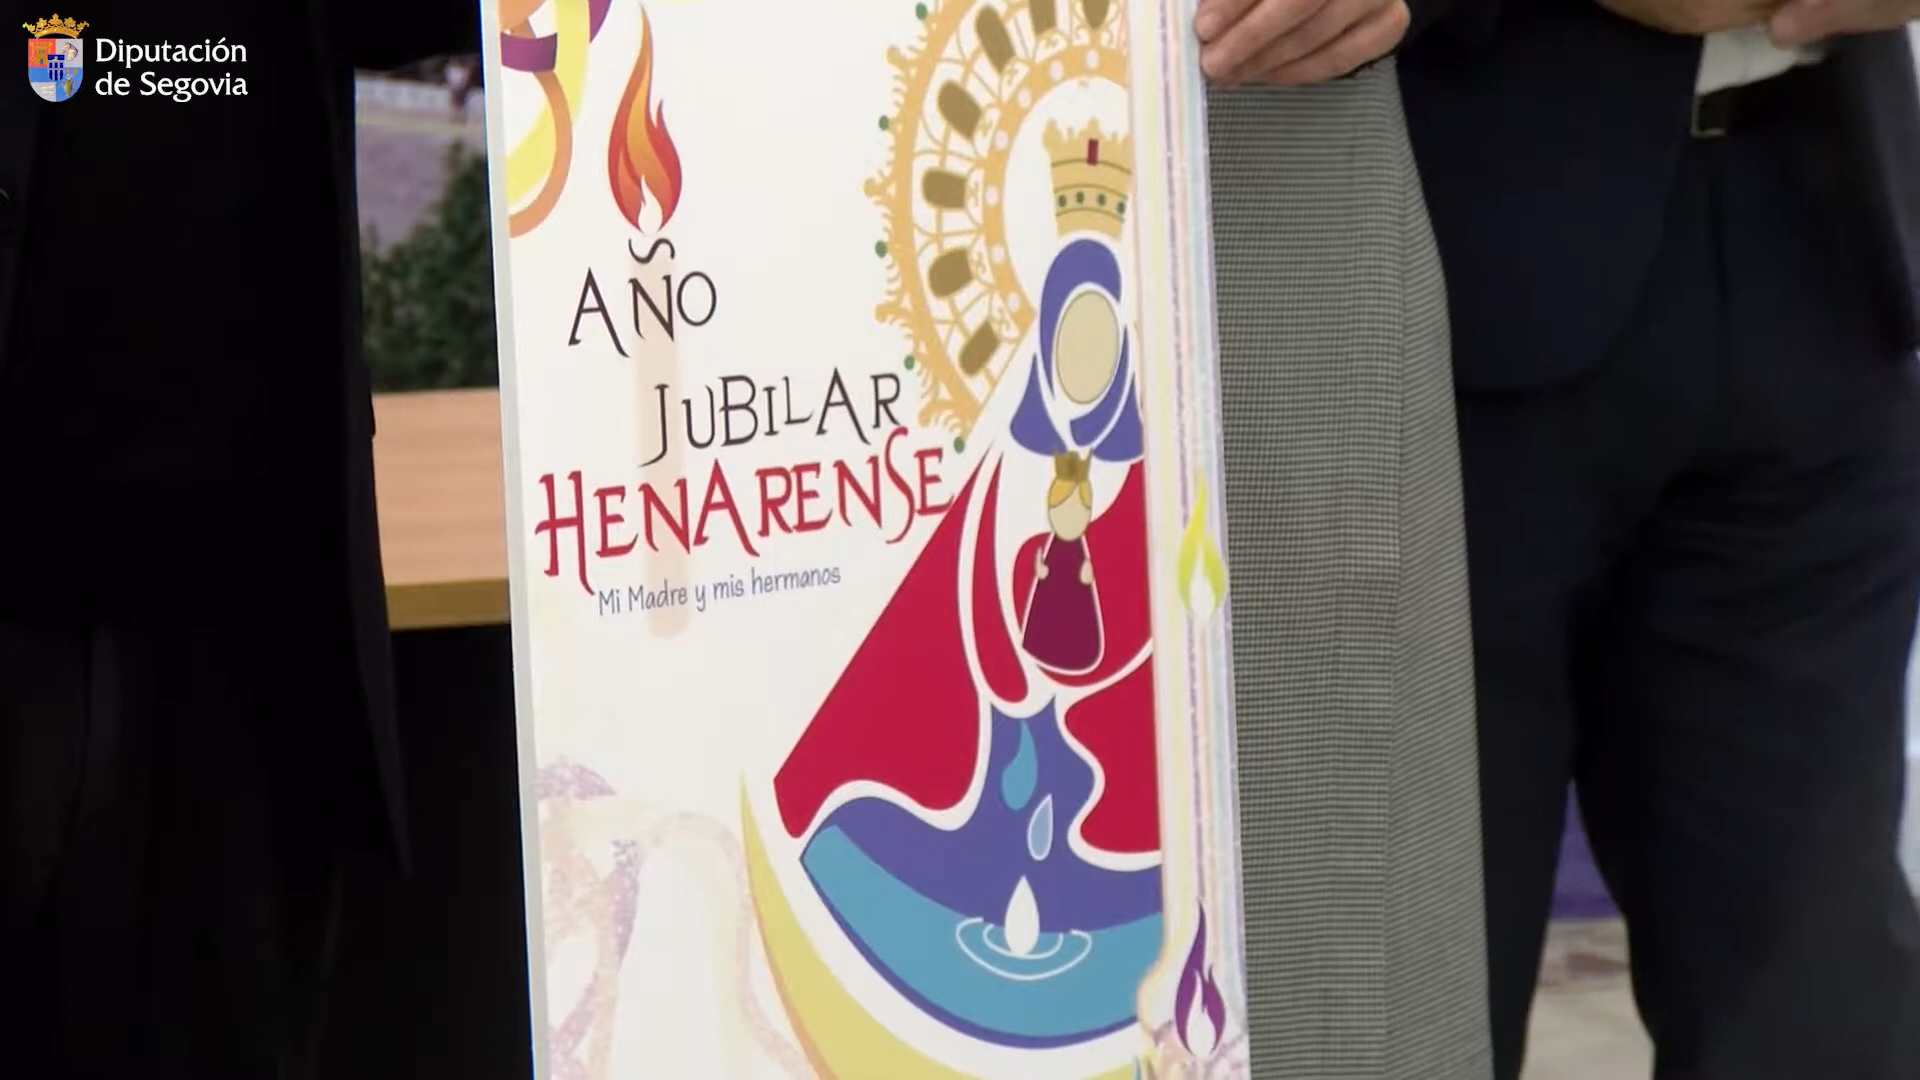 Diputación
de Segovia
AÑO
JUBILAR
HENARENSE
Mi Madre y mis hermanos